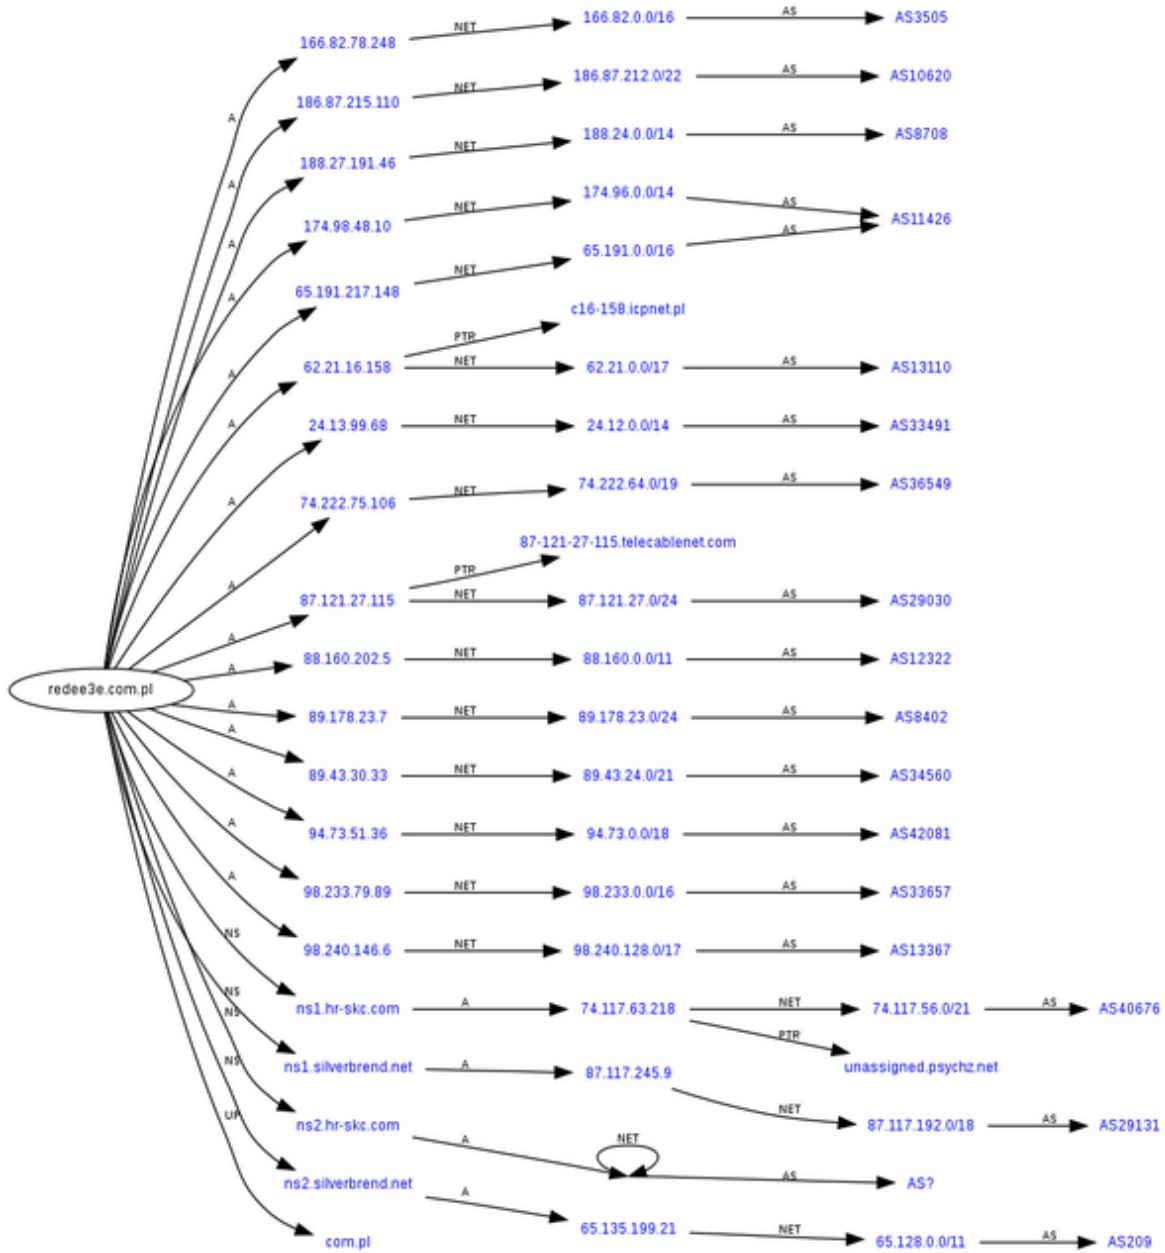 166.82.0.0/16 AS AS3505
166.82.78.248 NET
186.87.212.0/22 AS AS10620
A 186.87.215.110 NET
188.24.0.0/14 AS AS8708
188.27.191.46 NET
A
174.96.0.0/14 AS AS11426
174.98.48.10 NET
A
65.191.0.0/16 AS
65.191.217.148 NET
A
c16-158.icpnet.pl
PTR
62.21.16.158 NET 62.21.0.0/17 AS AS13110
A
24.13.99.68 NET 24.12.0.0/14 AS AS33491
A
74.222.64.0/19 AS AS36549
74.222.75.106 NET
A
87-121-27-115.telecablenet.com
PTR
A
87.121.27.115 NET 87.121.27.0/24 AS AS29030
A
88.160.202.5 NET 88.160.0.0/11 AS AS12322
A
redee3e.com.pl
A
89.178.23.7 NET 89.178.23.0/24 AS AS8402
A
89.43.30.33 NET 89.43.24.0/21 AS AS34560
A
94.73.51.36 NET 94.73.0.0/18 AS AS42081
A
98.233.79.89 NET 98.233.0.0/16 AS AS33657
A
98.240.146.6 NET 98.240.128.0/17 AS AS13367
NS
ns1.hr-skc.com A 74.117.63.218 NET 74.117.56.0/21 AS AS40676
NS
NS
PTR
unassigned.psychz.net
ns1.silverbrend.net A 87.117.245.9
NS
NET 87.117.192.0/18 AS AS29131
ns2.hr-skc.com A NET
UP
AS AS?
ns2.silverbrend.net A 65.135.199.21 NET 65.128.0.0/11 AS AS209
com.pl